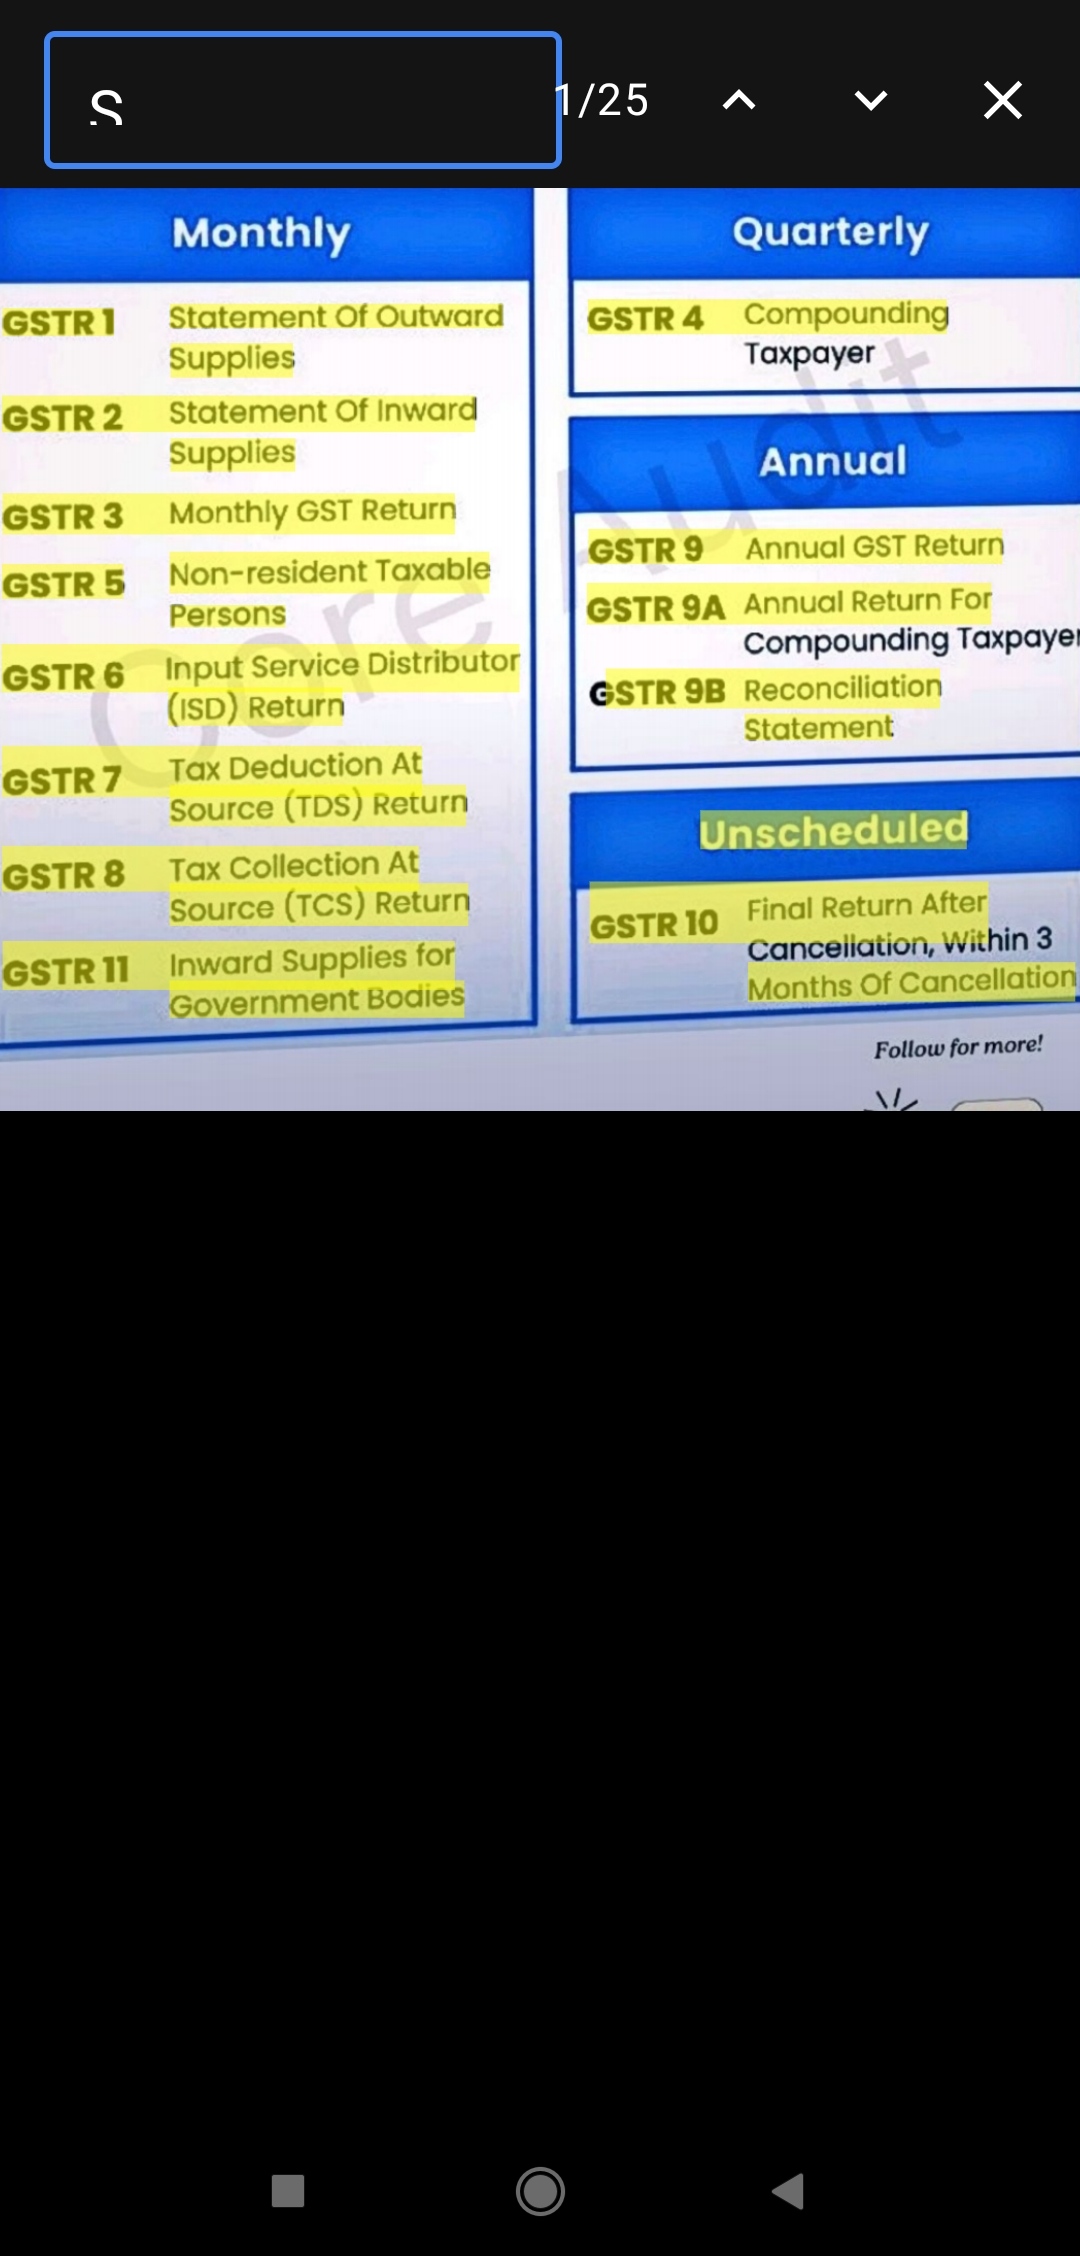 S
1/25
Monthly
GSTR 1 Statement Of Outward
Supplies
GSTR 2 Statement Of Inward
Supplies
GSTR 3 Monthly GST Return
GSTR 5 Non-resident Taxable
Persons
GSTR 6 Input Service Distributor
(ISD) Return
GSTR 7 Tax Deduction At
Source (TDS) Return
GSTR 8 Tax Collection At
Source (TCS) Return
GSTR 11 Inward Supplies for
Government Bodies
Quarterly
GSTR 4 Compounding
Taxpayer
Annual
GSTR 9 Annual GST Return
GSTR 9A Annual Return For
Compounding Taxpayer
GSTR 9B Reconciliation
Statement
Unscheduled
GSTR 10 Final Return After
Cancellation, Within 3
Months Of Cancellation
Follow for more!
Core Audit